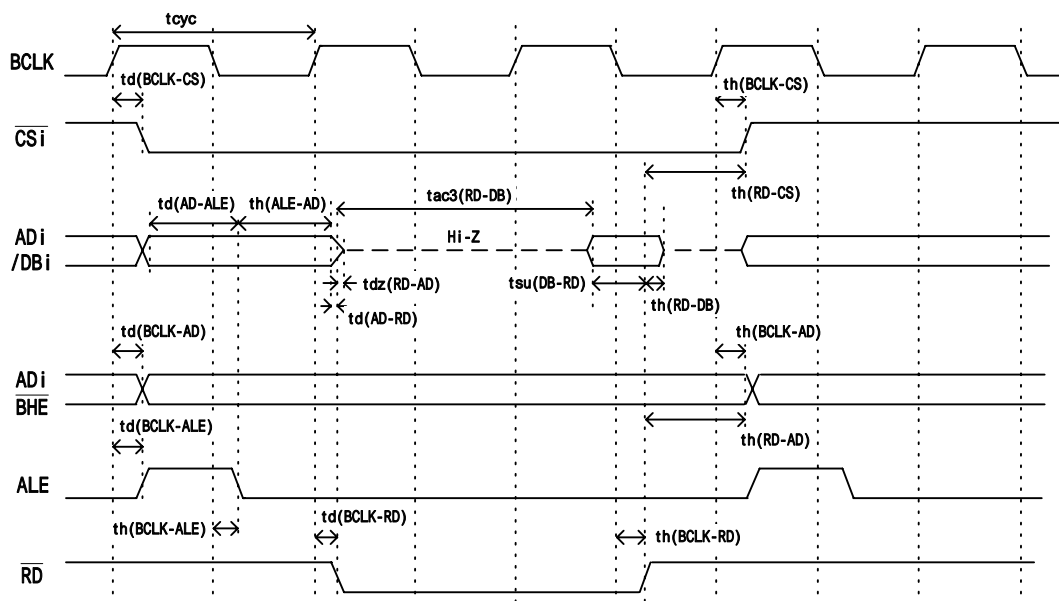 tcyc
BCLK
td(BCLK-CS)
th(BCLK-CS)
CSi
th(RD-CS)
td(AD-ALE)
th(ALE-AD)
tac3(RD-DB)
ADi
/DBi
Hi-Z
tdz(RD-AD)
tsu(DB-RD)
th(RD-DB)
td(AD-RD)
td(BCLK-AD)
th(BCLK-AD)
ADi
BHE
td(BCLK-ALE)
th(RD-AD)
ALE
th(BCLK-ALE)
td(BCLK-RD)
th(BCLK-RD)
RD